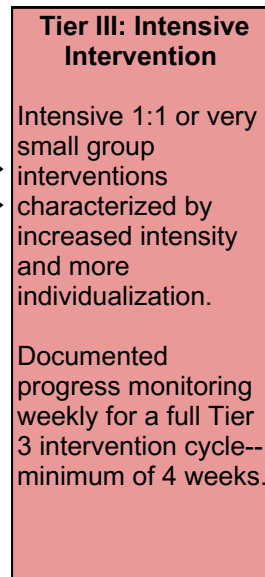 Tier III: Intensive
Intervention
Intensive 1:1 or very
small group
interventions
characterized by
increased intensity
and more
individualization.
Documented
progress monitoring
weekly for a full Tier
3 intervention cycle--
minimum of 4 weeks.